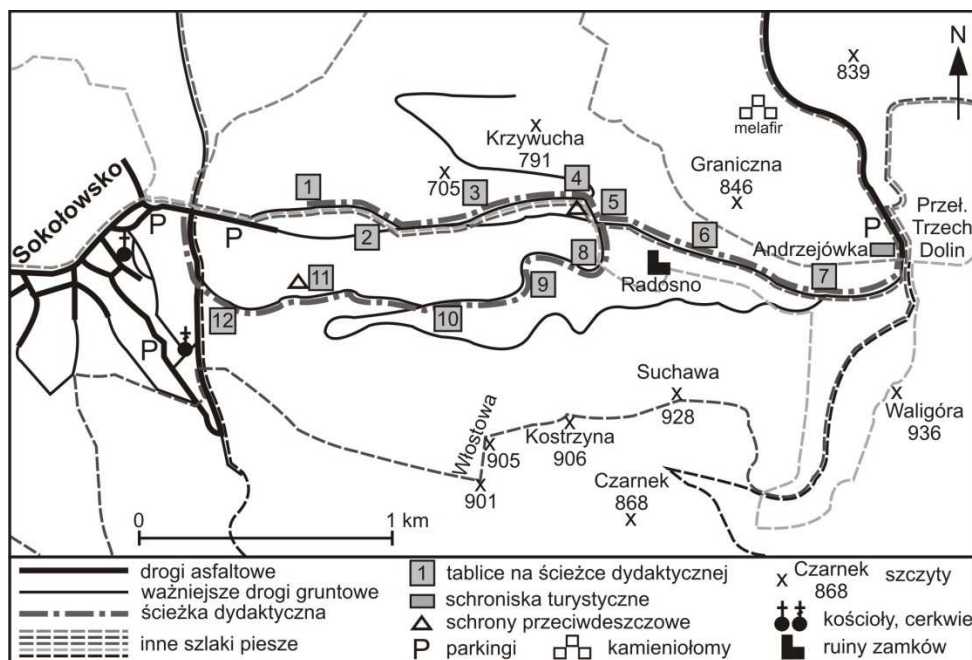 N
x
839
melafir
Krzywucha
x
791
x
705
Graniczna
846
x
Przeł.
Trzech
Dolin
P
Andrzejówka
Sokołowsko
P
P
P
1
2
3
4
5
6
7
8
9
10
11
12
Radosno
Suchawa
x
928
Waligóra
x
936
Włostowa
x
905
x
901
Kostrzyna
x
906
Czarnek
868
x
0 1 km
drogi asfaltowe
ważniejsze drogi gruntowe
ścieżka dydaktyczna
inne szlaki piesze
1 tablice na ścieżce dydaktycznej
schroniska turystyczne
schrony przeciwdeszczowe
P parkingi
kamieniołomy
x Czarnek 868 szczyty
kościoły, cerkwie
ruiny zamków